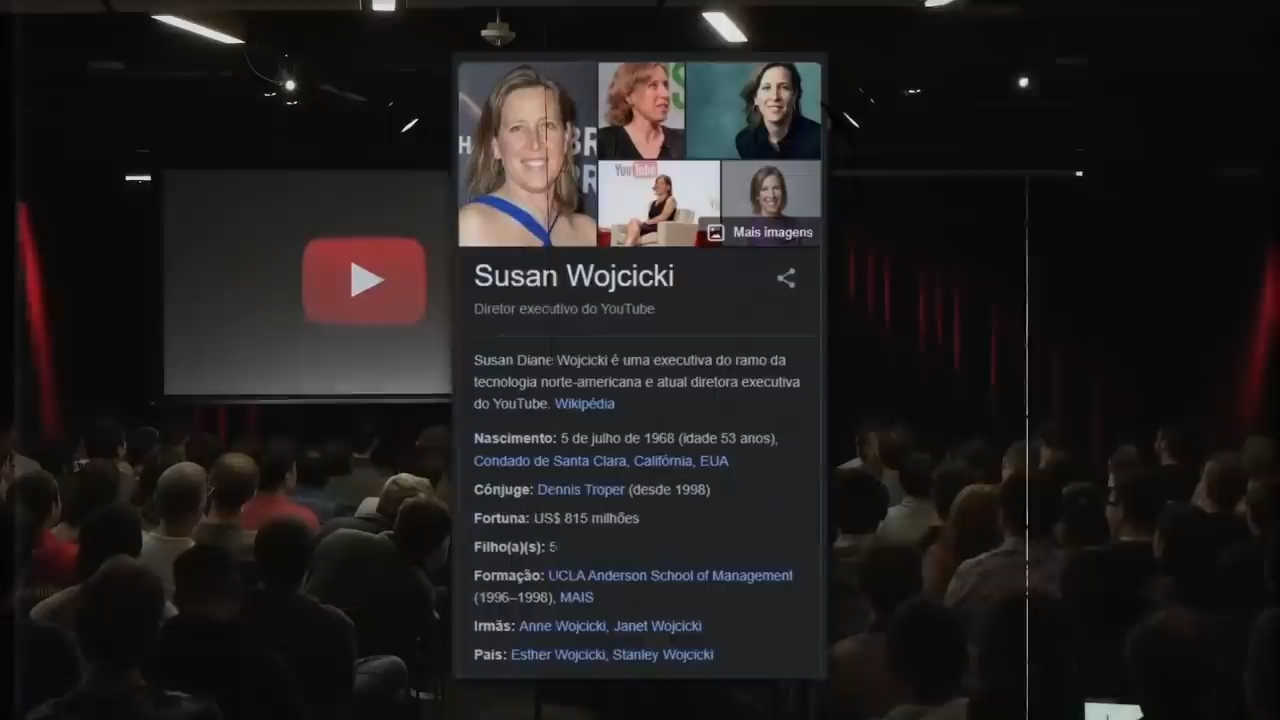 H
BR
BR
S
YouTube
Mais imagens
Susan Wojcicki
Diretor executivo do YouTube
Susan Diane Wojcicki é uma executiva do ramo da
tecnologia norte-americana e atual diretora executiva
do YouTube. Wikipédia
Nascimento: 5 de julho de 1968 (idade 53 anos),
Condado de Santa Clara, Califórnia, EUA
Cônjuge: Dennis Troper (desde 1998)
Fortuna: US$ 815 milhões
Filho(a)(s): 5
Formação: UCLA Anderson School of Management
(1996–1998), MAIS
Irmãs: Anne Wojcicki, Janet Wojcicki
Pais: Esther Wojcicki, Stanley Wojcicki